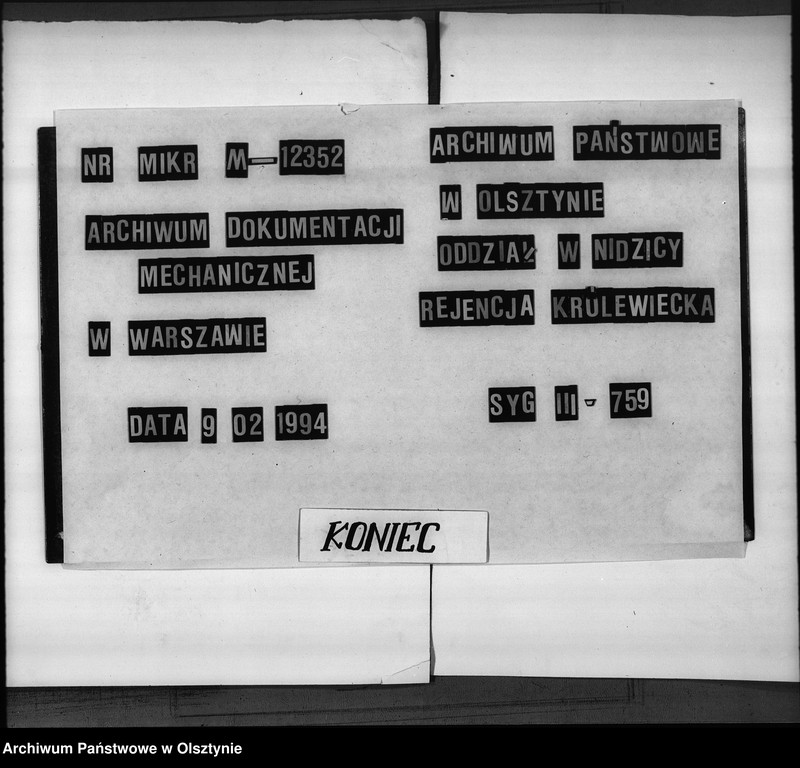 NR MIKR M-12352
ARCHIWUM DOKUMENTACJI
MECHANICZNEJ
W WARSZAWIE
DATA 9 02 1994
ARCHIWUM PAŃSTWOWE
W OLSZTYNIE
ODDZIAŁ W NIDZICY
REJENCJA KRÓLEWIECKA
SYG III - 759
KONIEC
Archiwum Państwowe w Olsztynie